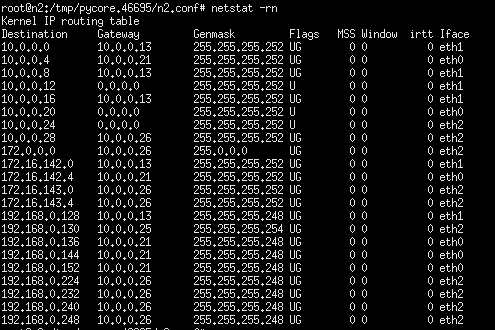 root@n2:/tmp/pycore.46695/n2.conf# netstat -rn
Kernel IP routing table
Destination Gateway Genmask Flags MSS Window irtt Iface
10.0.0.0 10.0.0.13 255.255.255.252 UG 0 0 0 eth1
10.0.0.4 10.0.0.21 255.255.255.252 UG 0 0 0 eth0
10.0.0.8 10.0.0.13 255.255.255.252 UG 0 0 0 eth1
10.0.0.12 0.0.0.0 255.255.255.252 U 0 0 0 eth1
10.0.0.16 10.0.0.13 255.255.255.252 UG 0 0 0 eth1
10.0.0.20 0.0.0.0 255.255.255.252 U 0 0 0 eth0
10.0.0.24 0.0.0.0 255.255.255.252 U 0 0 0 eth2
10.0.0.28 10.0.0.26 255.255.255.252 UG 0 0 0 eth2
172.0.0.0 10.0.0.26 255.0.0.0 UG 0 0 0 eth2
172.16.142.0 10.0.0.13 255.255.255.252 UG 0 0 0 eth1
172.16.142.4 10.0.0.21 255.255.255.252 UG 0 0 0 eth0
172.16.143.0 10.0.0.26 255.255.255.252 UG 0 0 0 eth2
172.16.143.4 10.0.0.26 255.255.255.252 UG 0 0 0 eth2
192.168.0.128 10.0.0.13 255.255.255.248 UG 0 0 0 eth1
192.168.0.130 10.0.0.25 255.255.255.254 UG 0 0 0 eth2
192.168.0.136 10.0.0.21 255.255.255.248 UG 0 0 0 eth0
192.168.0.144 10.0.0.21 255.255.255.248 UG 0 0 0 eth0
192.168.0.152 10.0.0.21 255.255.255.248 UG 0 0 0 eth0
192.168.0.224 10.0.0.26 255.255.255.248 UG 0 0 0 eth2
192.168.0.232 10.0.0.26 255.255.255.248 UG 0 0 0 eth2
192.168.0.240 10.0.0.26 255.255.255.248 UG 0 0 0 eth2
192.168.0.248 10.0.0.26 255.255.255.248 UG 0 0 0 eth2